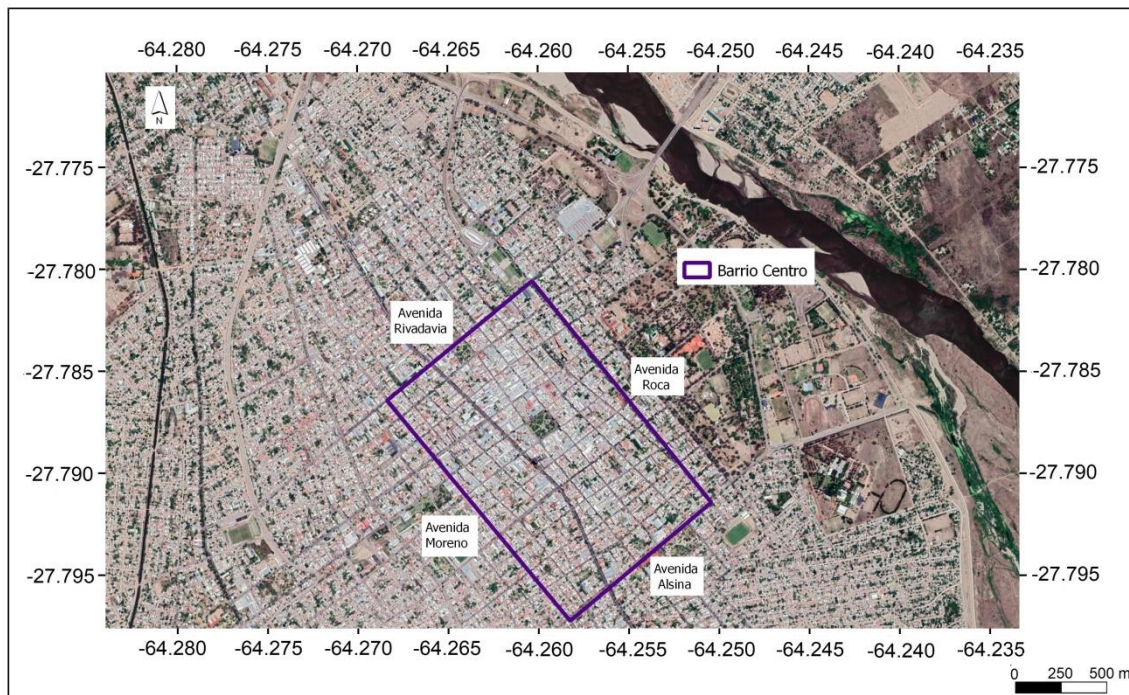 -64.280 -64.275 -64.270 -64.265 -64.260 -64.255 -64.250 -64.245 -64.240 -64.235
N
-27.775 -27.775
-27.780 -27.780
Barrio Centro
Avenida
Rivadavia
-27.785 -27.785
Avenida
Roca
-27.790 -27.790
Avenida
Moreno
Avenida
Alsina
-27.795 -27.795
-64.280 -64.275 -64.270 -64.265 -64.260 -64.255 -64.250 -64.245 -64.240 -64.235
0 250 500 m